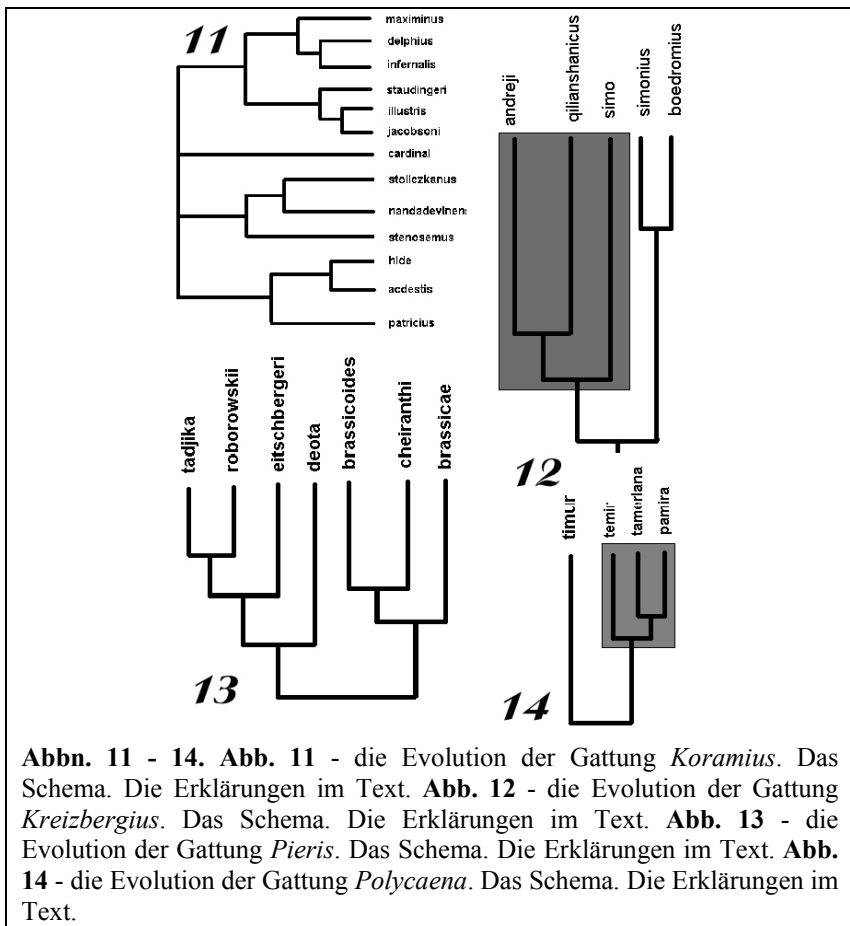 11
maximinus
delphius
infernalis
staudingeri
illustris
jacobsoni
cardinal
stoliczkanus
nandadevinen
stenosemus
hide
acdestis
patricius
andreji
qilianshanicus
simo
simonius
boedromius
12
tadjika
roborowskii
eitschbergeri
deota
brassicoides
cheiranthi
brassicae
13
timur
temir
tamerlana
pamira
14
Abbn. 11 - 14. Abb. 11 - die Evolution der Gattung Koramius. Das
Schema. Die Erklärungen im Text. Abb. 12 - die Evolution der Gattung
Kreizbergius. Das Schema. Die Erklärungen im Text. Abb. 13 - die
Evolution der Gattung Pieris. Das Schema. Die Erklärungen im Text. Abb.
14 - die Evolution der Gattung Polycaena. Das Schema. Die Erklärungen im
Text.